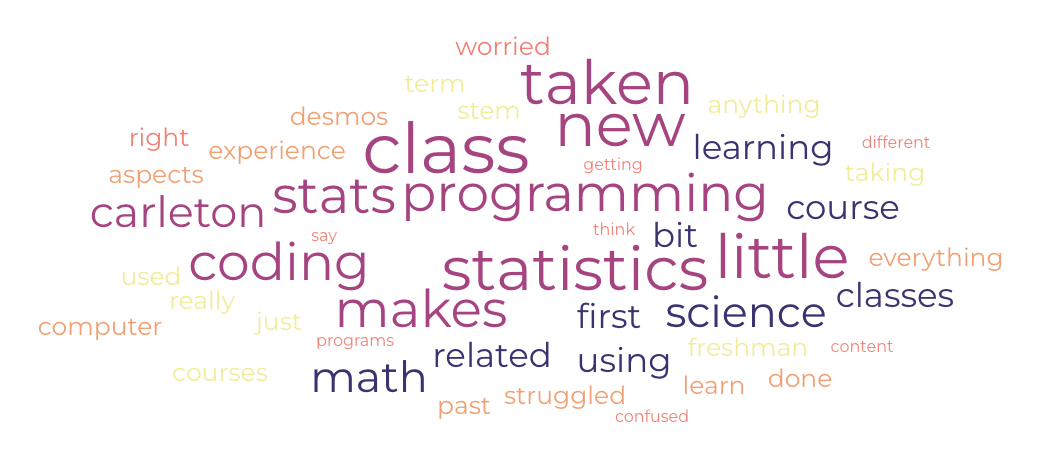 worried
taken
term
stem
anything
desmos
new
right
class
learning
different
experience
getting
aspects
taking
stats
programming
carleton
course
say
think
bit
coding
statistics
little
everything
used
really
makes
first
science
classes
computer
just
programs
related
using
freshman
content
courses
math
learn
done
past
struggled
confused